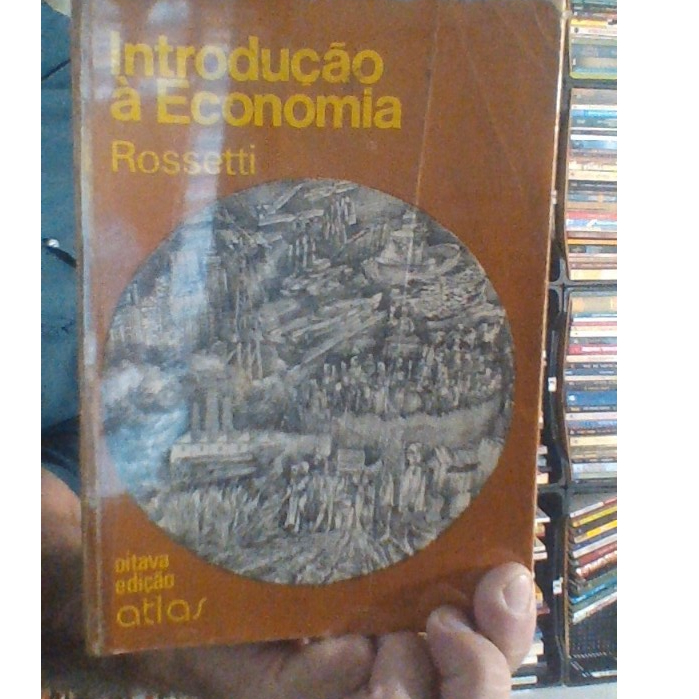 Introdução
à Economia
Rossetti
oitava
edição
atlas